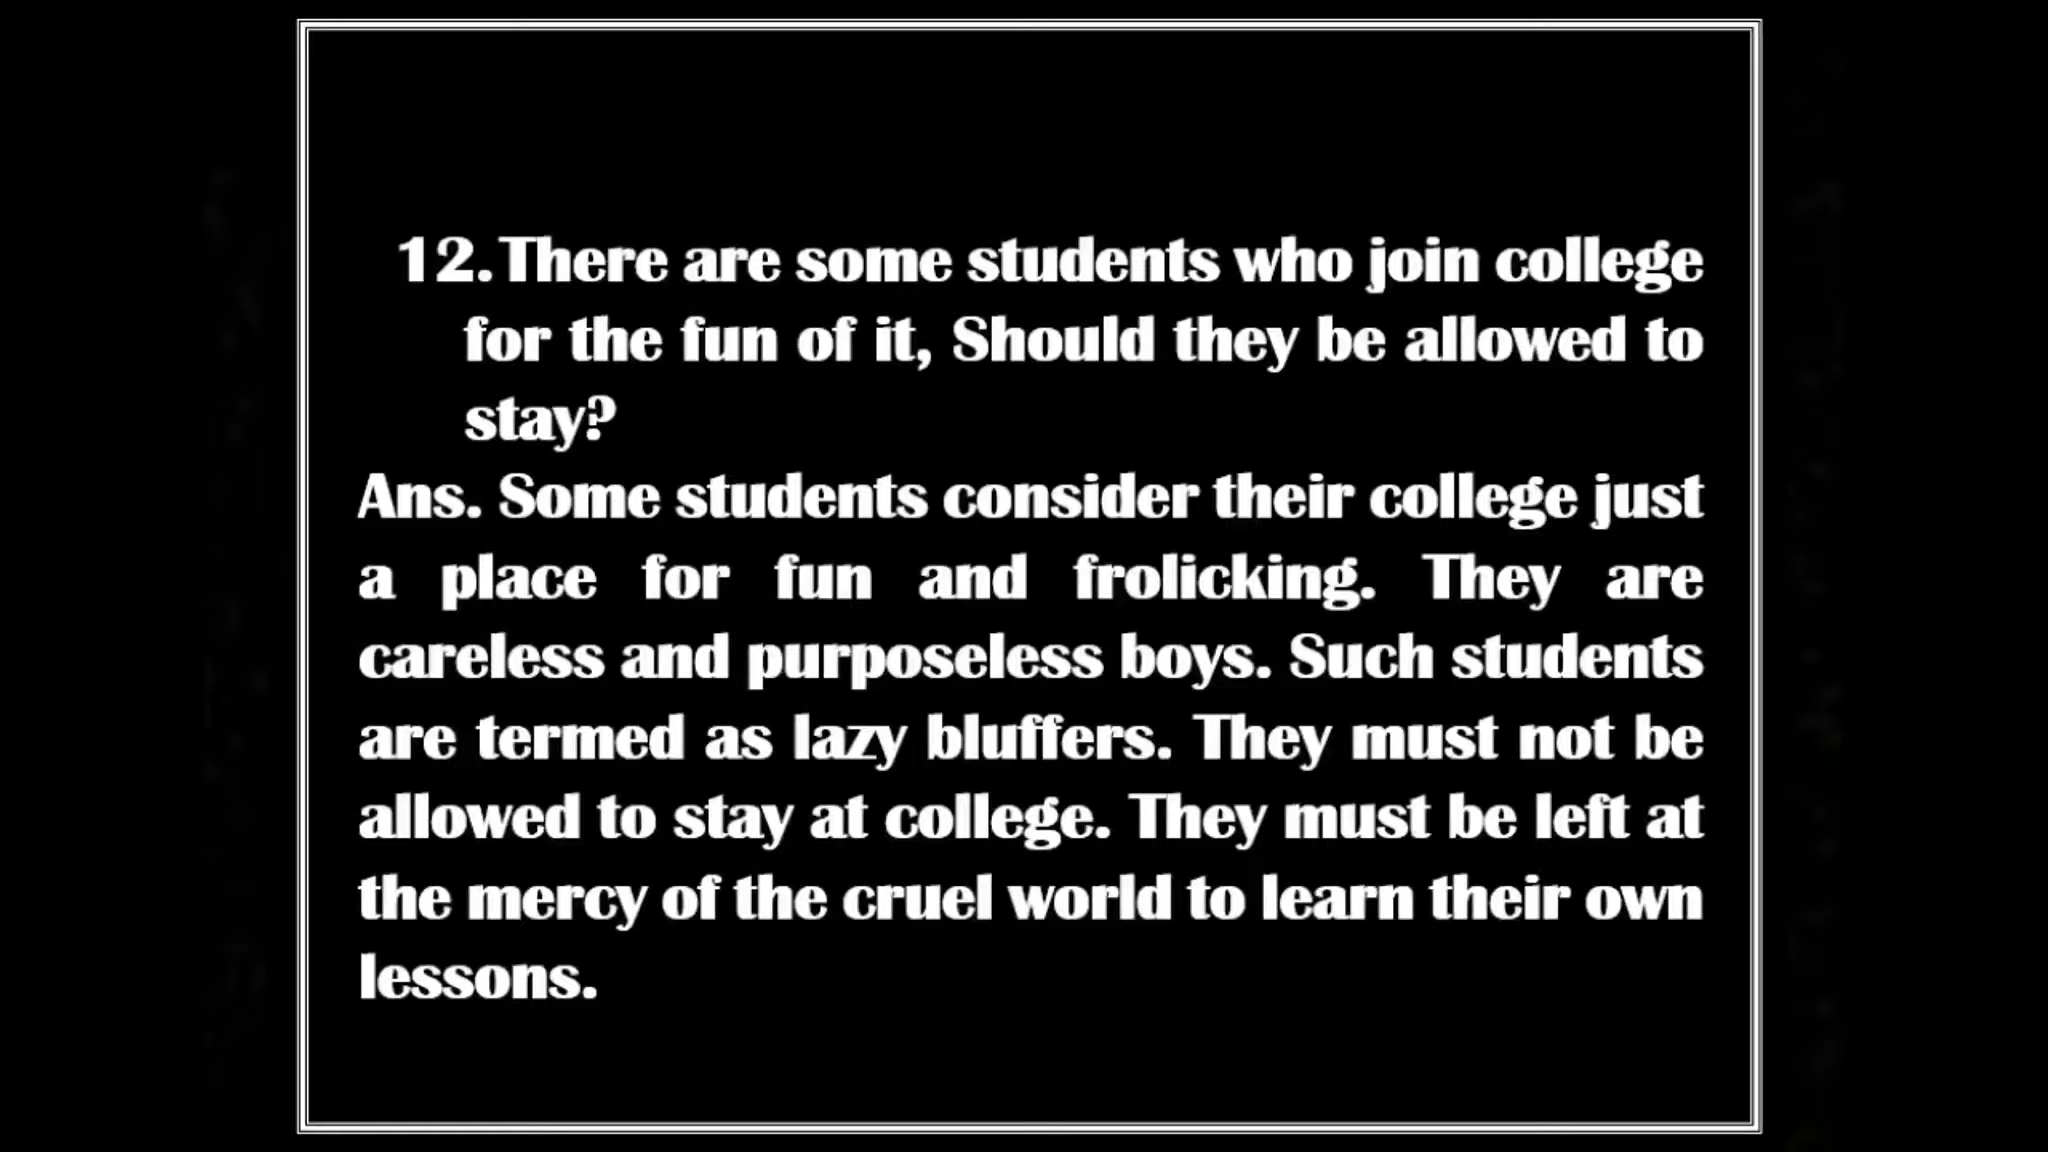 12. There are some students who join college
for the fun of it, Should they be allowed to
stay?
Ans. Some students consider their college just
a place for fun and frolicking. They are
careless and purposeless boys. Such students
are termed as lazy bluffers. They must not be
allowed to stay at college. They must be left at
the mercy of the cruel world to learn their own
lessons.